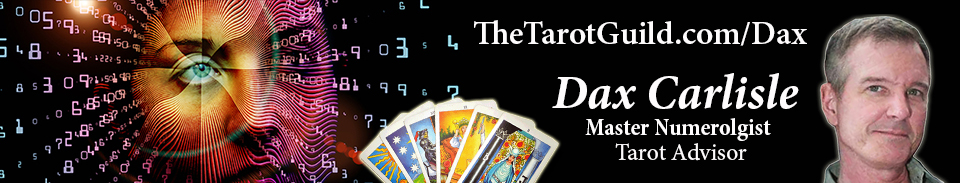 TheTarotGuild.com/Dax
Dax Carlisle
Master Numerolgist
Tarot Advisor